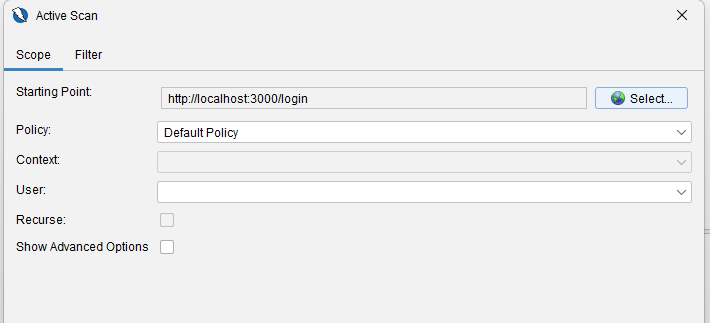 Active Scan
Scope Filter
Starting Point: http://localhost:3000/login Select...
Policy: Default Policy
Context:
User:
Recurse:
Show Advanced Options